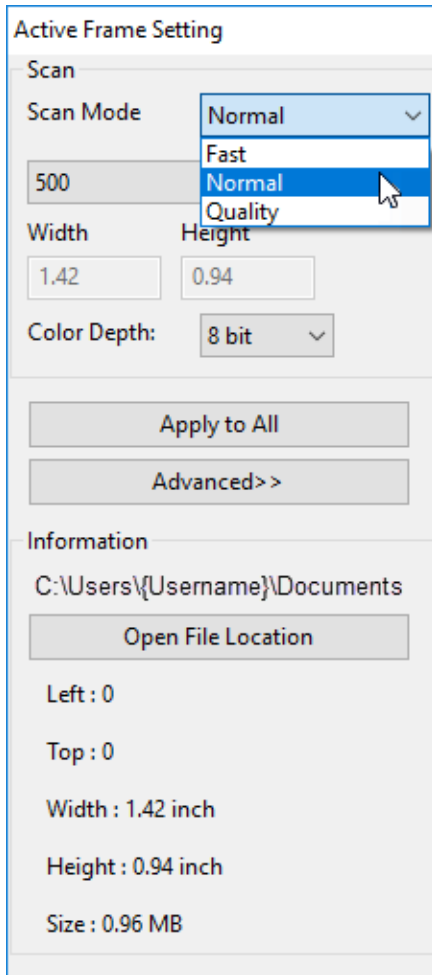 Active Frame Setting
Scan
Scan Mode Normal
Fast
500 Normal
Quality
Width Height
1.42 0.94
Color Depth: 8 bit
Apply to All
Advanced>>
Information
C:\Users\{Username}\Documents
Open File Location
Left : 0
Top : 0
Width : 1.42 inch
Height : 0.94 inch
Size : 0.96 MB